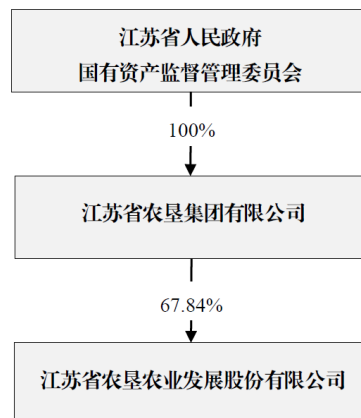 江苏省人民政府
国有资产监督管理委员会
100%
江苏省农垦集团有限公司
67.84%
江苏省农垦农业发展股份有限公司